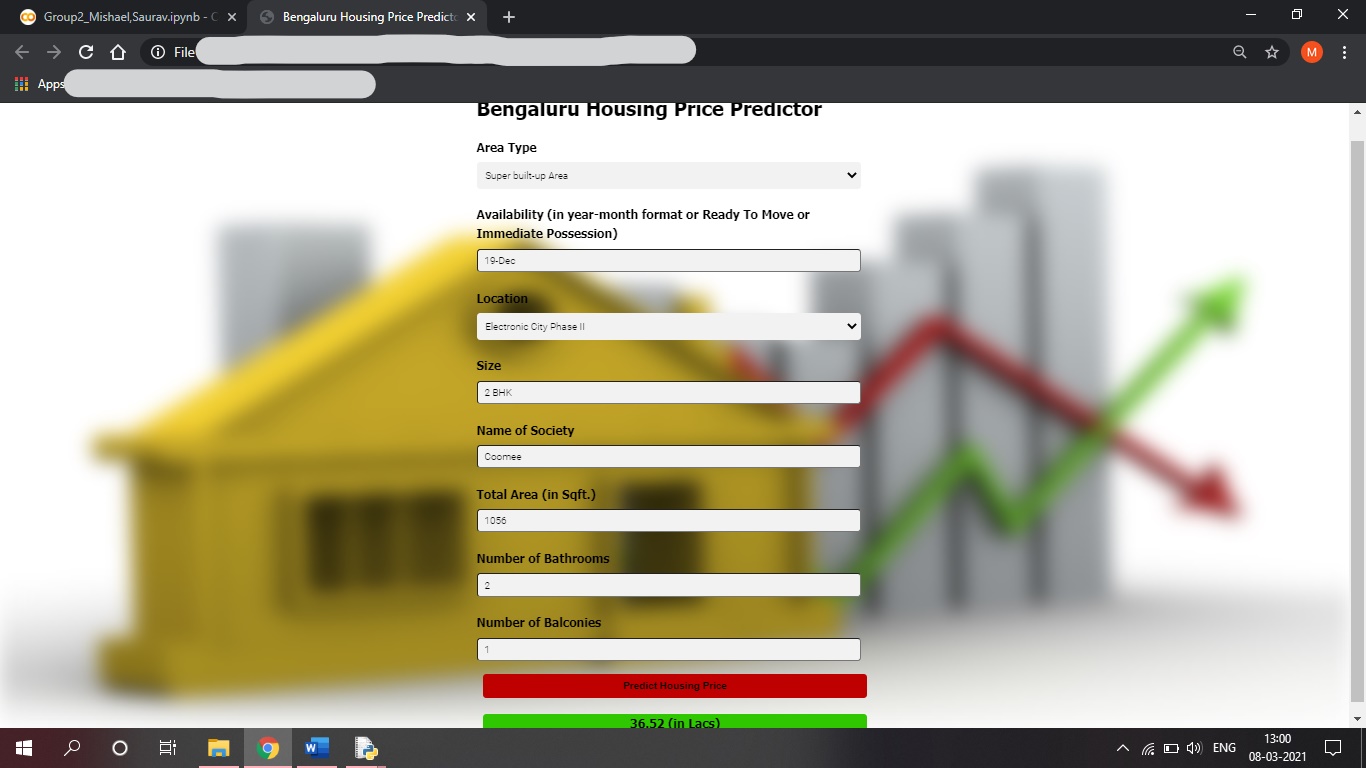 Group2_Mishael,Saurav.ipynb - C
Bengaluru Housing Price Predicto
File
M
Apps
Bengaluru Housing Price Predictor
Area Type
Super built-up Area
Availability (in year-month format or Ready To Move or
Immediate Possession)
19-Dec
Location
Electronic City Phase II
Size
2 BHK
Name of Society
Coomee
Total Area (in Sqft.)
1056
Number of Bathrooms
2
Number of Balconies
1
Predict Housing Price
36.52 (in Lacs)
ENG
13:00
08-03-2021